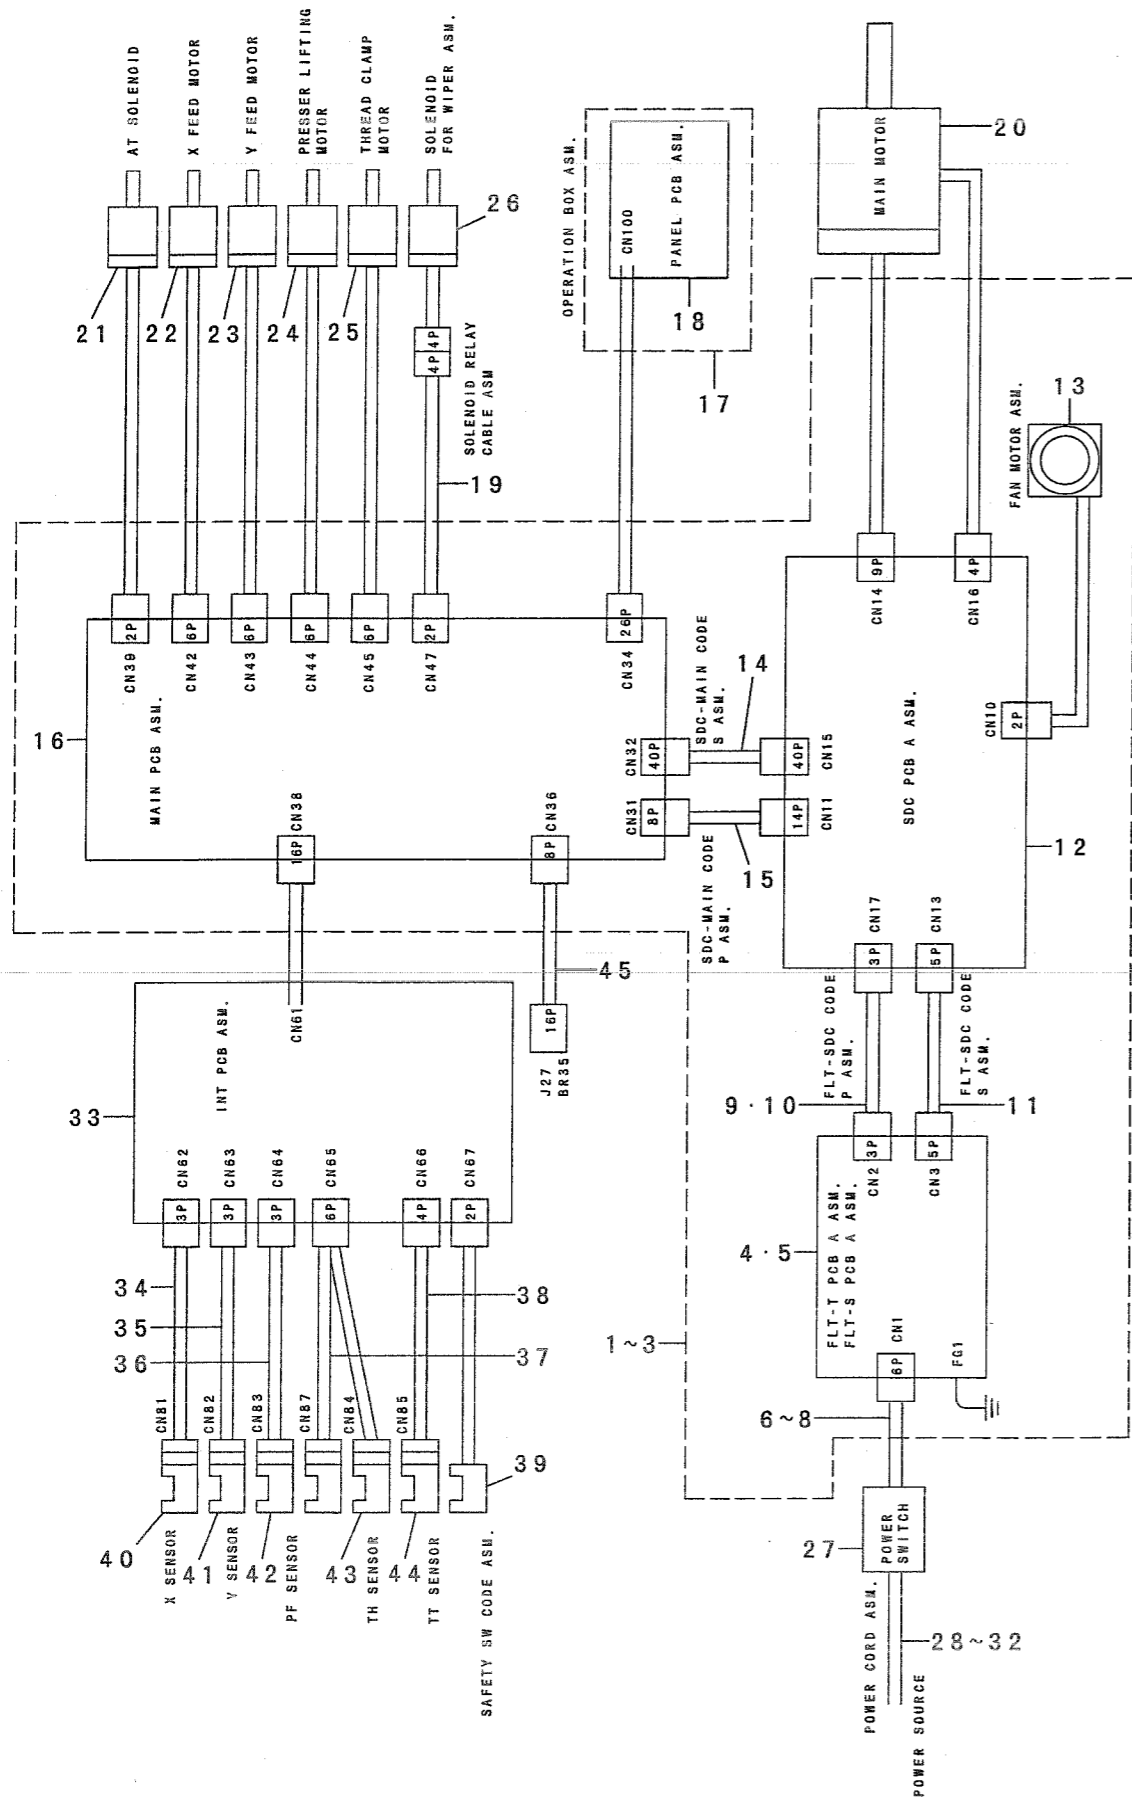 AT SOLENOID
X FEED MOTOR
Y FEED MOTOR
PRESSER LIFTING
MOTOR
THREAD CLAMP
MOTOR
SOLENOID
FOR WIPER ASM.
21
22
23
24
25
26
4P 4P
SOLENOID RELAY
CABLE ASM
19
OPERATION BOX ASM.
CN100
PANEL PCB ASM.
18
17
MAIN MOTOR
20
FAN MOTOR ASM.
13
2P
6P
6P
6P
6P
2P
26P
CN39
CN42
CN43
CN44
CN45
CN47
CN34
MAIN PCB ASM.
16
16P
CN38
8P
CN36
CN32
40P
CN31
8P
SDC-MAIN CODE
S ASM.
14
SDC-MAIN CODE
P ASM.
15
40P
CN15
14P
CN11
CN14
9P
CN16
4P
CN10
2P
SDC PCB A ASM.
12
3P
CN17
5P
CN13
FLT-SDC CODE
P ASM.
9·10
FLT-SDC CODE
S ASM.
11
CN2
3P
CN3
5P
4·5
FLT-T PCB A ASM.
FLT-S PCB A ASM.
CN1
6P
FG1
1~3
6~8
27
POWER
SWITCH
POWER CORD ASM.
28~32
POWER SOURCE
45
16P
J27
BR35
CN61
INT PCB ASM.
33
CN62
CN63
CN64
CN65
CN66
CN67
3P
3P
3P
6P
4P
2P
34
35
36
37
38
CN81
CN82
CN83
CN87
CN84
CN85
39
40
41
42
43
44
X SENSOR
Y SENSOR
PF SENSOR
TH SENSOR
TT SENSOR
SAFETY SW CODE ASM.